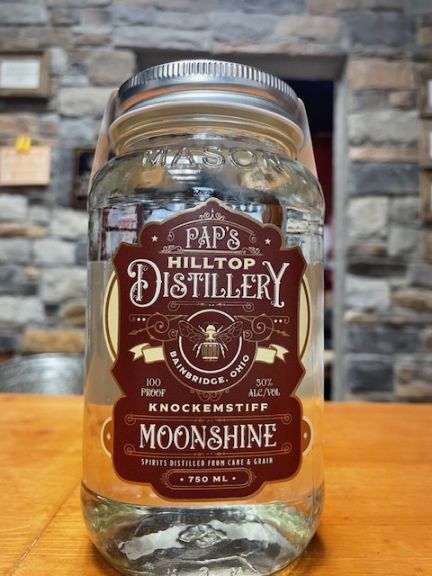 MASON
PAP'S
HILLTOP
DISTILLERY
BAINBRIDGE, OHIO
100 PROOF
50% ALC/VOL
KNOCKEMSTIFF
MOONSHINE
SPIRITS DISTILLED FROM CANE & GRAIN
• 750 ML •